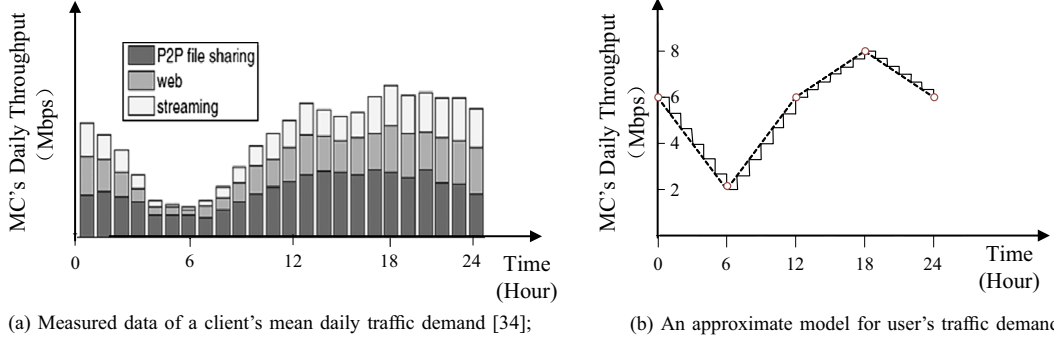 MC's Daily Throughput
(Mbps)
P2P file sharing
web
streaming
0
6
12
18
24
Time
(Hour)
(a) Measured data of a client's mean daily traffic demand [34];
MC's Daily Throughput
(Mbps)
8
6
4
2
0
6
12
18
24
Time
(Hour)
(b) An approximate model for user's traffic demand